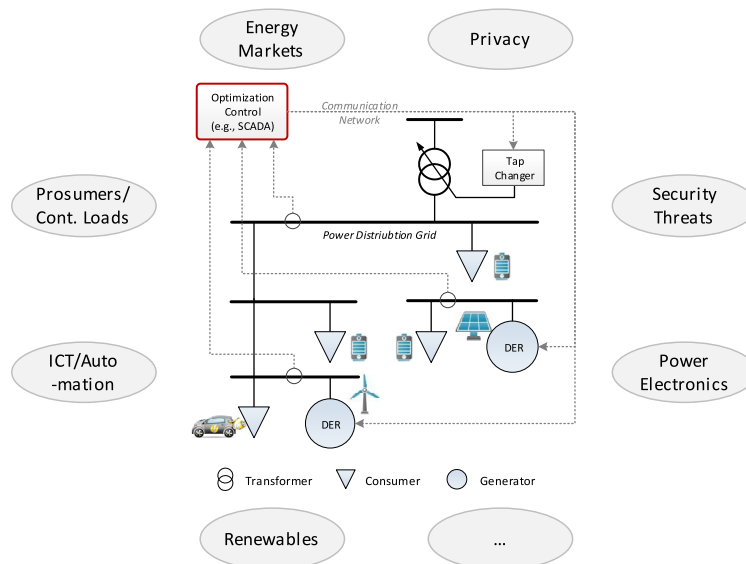 Energy
Markets
Privacy
Optimization
Control
(e.g., SCADA)
Communication
Network
Tap
Changer
Prosumers/
Cont. Loads
Security
Threats
Power Distriubtion Grid
DER
ICT/Auto
-mation
Power
Electronics
DER
Transformer
Consumer
Generator
Renewables
...